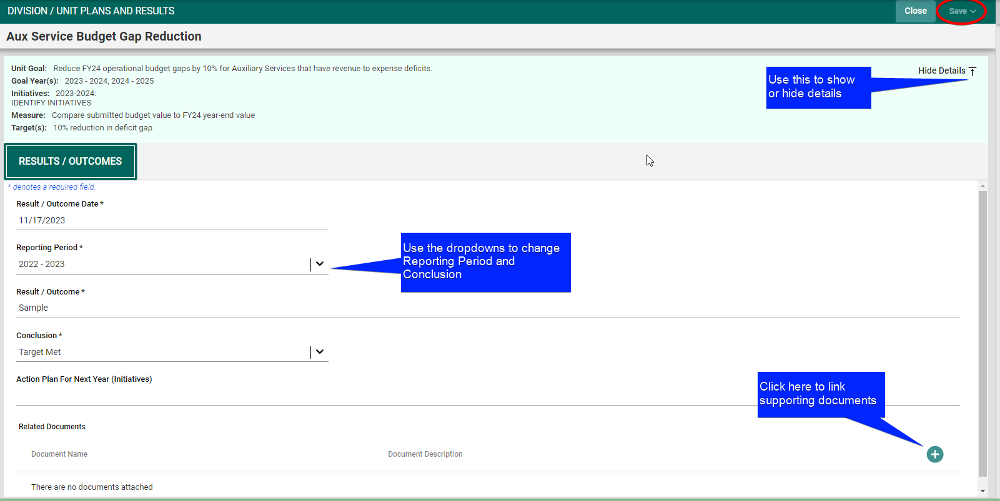 DIVISION / UNIT PLANS AND RESULTS
Close
Save
Aux Service Budget Gap Reduction
Unit Goal: Reduce FY24 operational budget gaps by 10% for Auxiliary Services that have revenue to expense deficits.
Goal Year(s): 2023 - 2024, 2024 - 2025
Initiatives: 2023-2024:
IDENTIFY INITIATIVES
Measure: Compare submitted budget value to FY24 year-end value
Target(s): 10% reduction in deficit gap
Use this to show
or hide details
Hide Details
RESULTS / OUTCOMES
* denotes a required field.
Result / Outcome Date *
11/17/2023
Reporting Period *
2022 - 2023
Use the dropdowns to change
Reporting Period and
Conclusion
Result / Outcome *
Sample
Conclusion *
Target Met
Action Plan For Next Year (Initiatives)
Click here to link
supporting documents
Related Documents
Document Name
Document Description
There are no documents attached